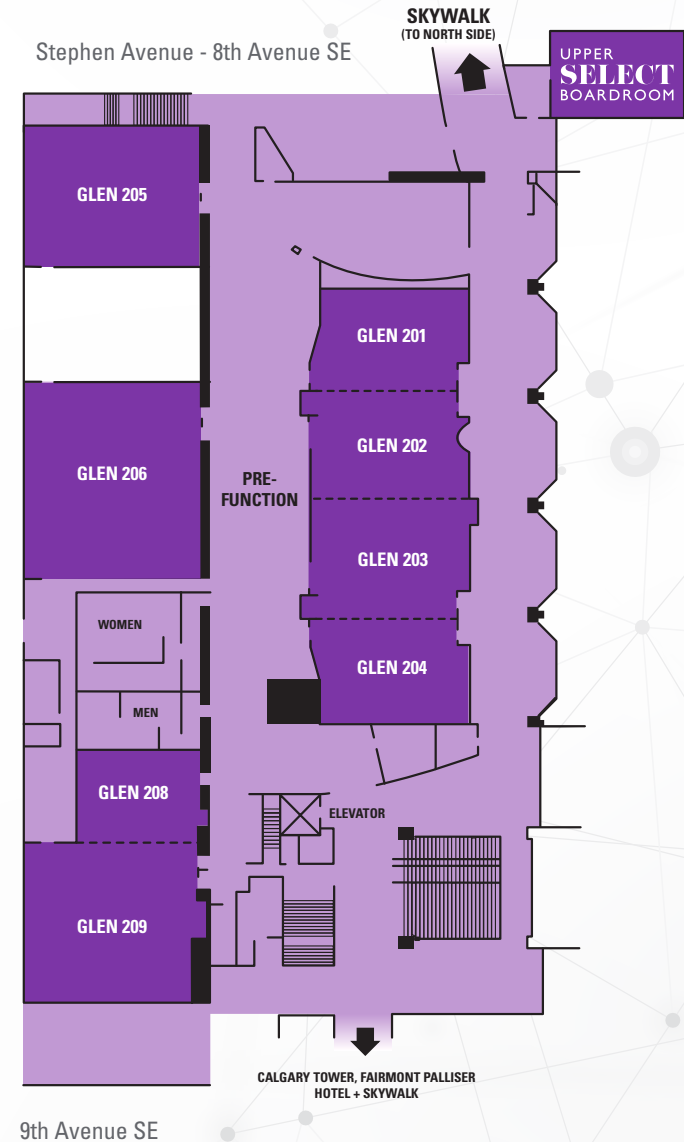 SKYWALK
(TO NORTH SIDE)
Stephen Avenue - 8th Avenue SE
UPPER
SELECT
BOARDROOM
GLEN 205
GLEN 201
GLEN 202
GLEN 206
PRE-
FUNCTION
GLEN 203
WOMEN
GLEN 204
MEN
GLEN 208
ELEVATOR
GLEN 209
CALGARY TOWER, FAIRMONT PALLISER
HOTEL + SKYWALK
9th Avenue SE